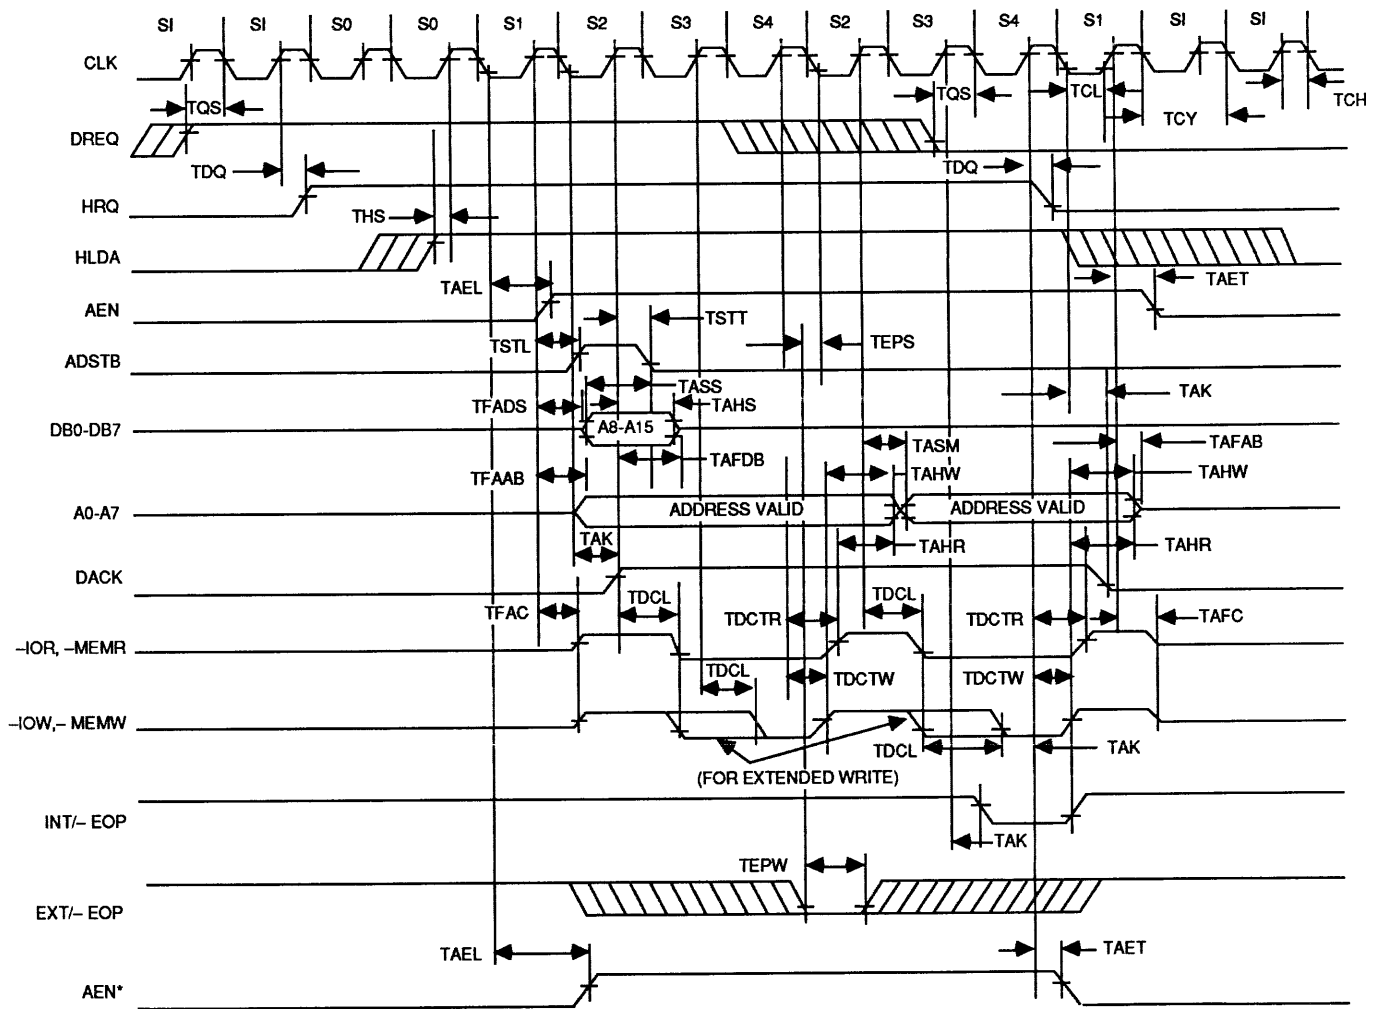 SI SI S0 S0 S1 S2 S3 S4 S2 S3 S4 S1 SI SI
CLK
TQS TQS TCL TCH
TCY
DREQ
TDQ TDQ
HRQ
THS
HLDA
TAEL TAET
AEN
TSTT
TSTL TEPS
ADSTB
TASS
TFADS TAHS TAK
DB0-DB7 A8-A15
TASM TAFAB
TAFDB
TFAAB TAHW TAHW
A0-A7 ADDRESS VALID ADDRESS VALID
TAK TAHR TAHR
DACK
TFAC TDCL TDCTR TDCL TDCTR TAFC
–IOR, –MEMR
TDCL TDCTW TDCTW
–IOW,– MEMW
TDCL TAK
(FOR EXTENDED WRITE)
INT/– EOP
TAK
TEPW
EXT/– EOP
TAEL TAET
AEN*